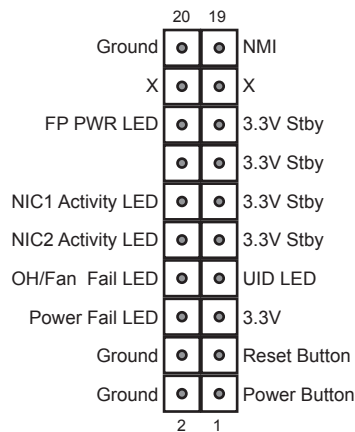 20 19
Ground NMI
X X
FP PWR LED 3.3V Stby
3.3V Stby
NIC1 Activity LED 3.3V Stby
NIC2 Activity LED 3.3V Stby
OH/Fan Fail LED UID LED
Power Fail LED 3.3V
Ground Reset Button
Ground Power Button
2 1